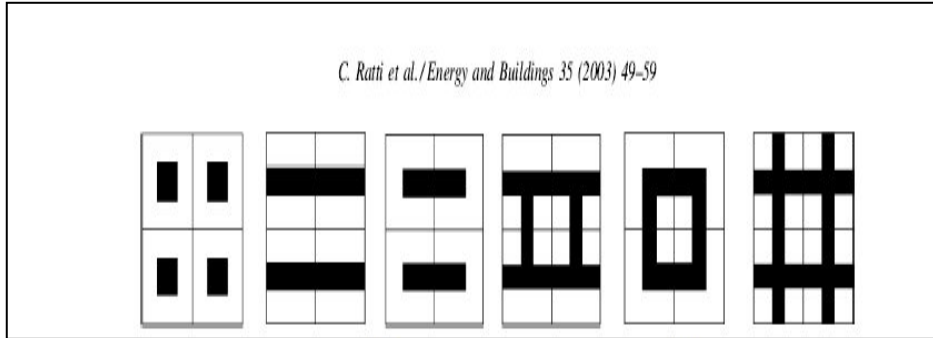 C. Ratti et al./Energy and Buildings 35 (2003) 49–59